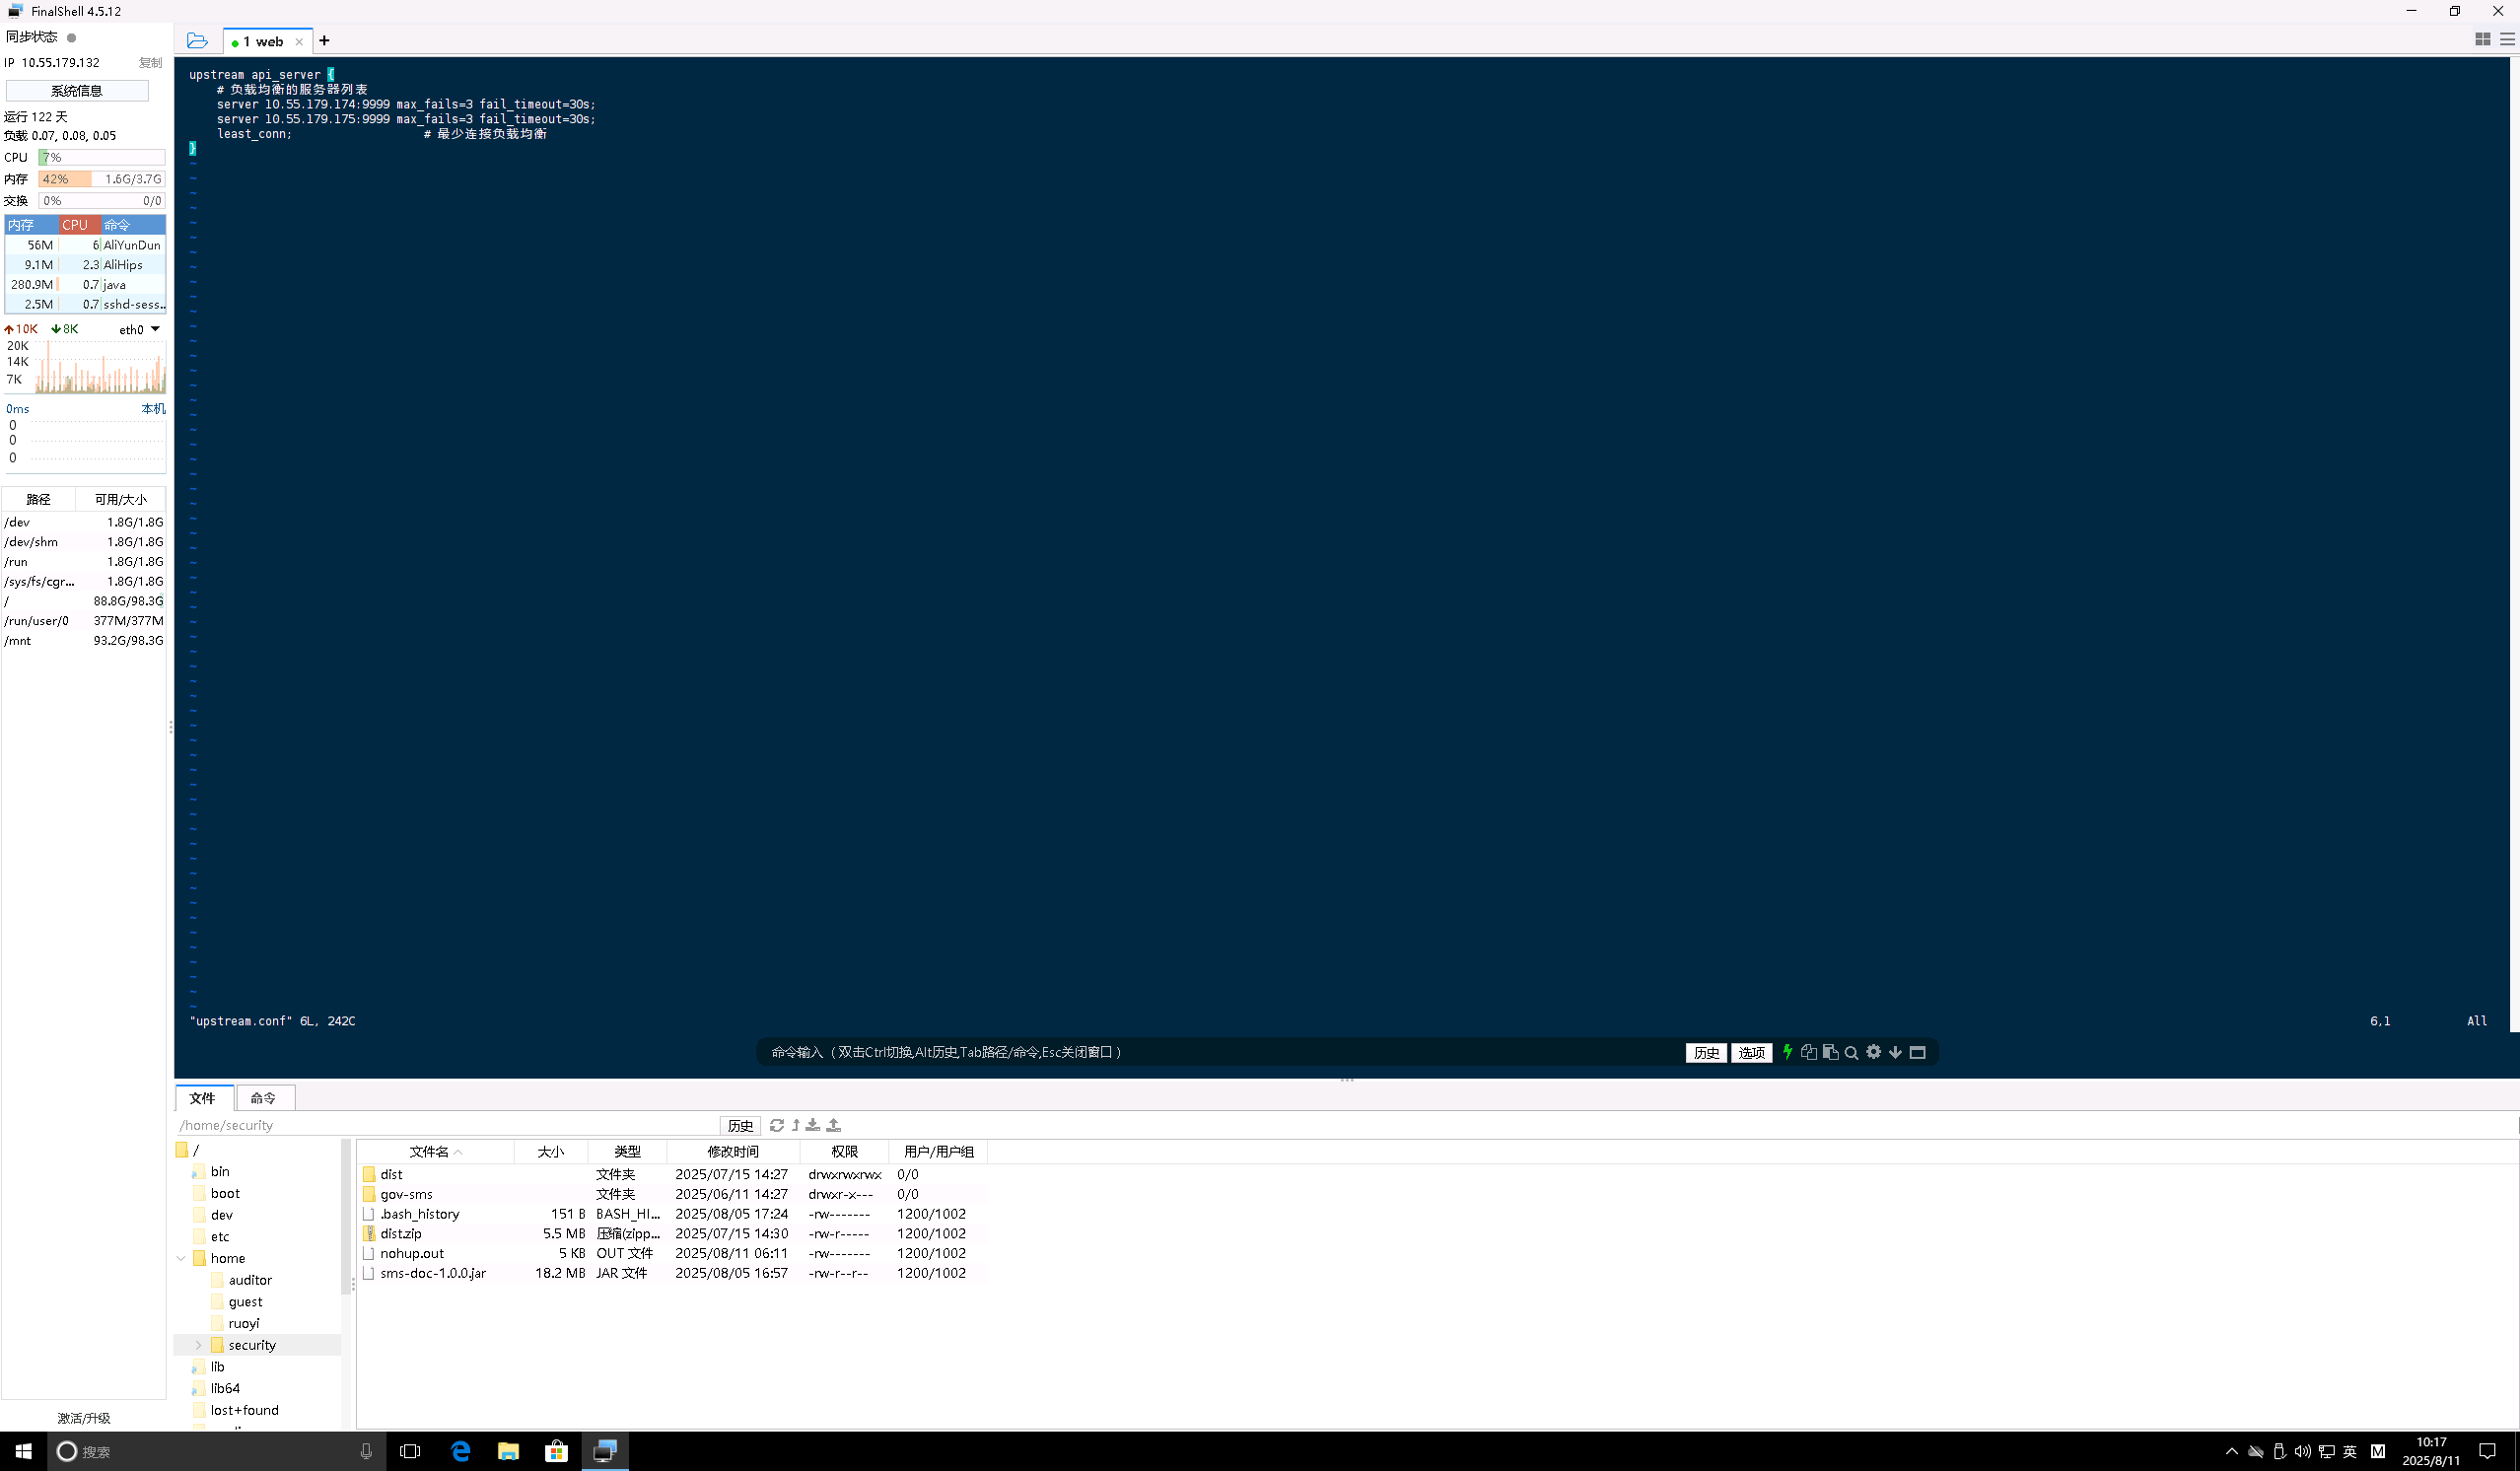 FinalShell 4.5.12
同步状态
IP 10.55.179.132 复制
系统信息
运行 122 天
负载 0.07, 0.08, 0.05
CPU 7%
内存 42% 1.6G/3.7G
交换 0% 0/0
内存 CPU 命令
56M 6 AliYunDun
9.1M 2.3 AliHips
280.9M 0.7 java
2.5M 0.7 sshd-sess...
10K 8K eth0
20K
14K
7K
0ms 本机
0
0
0
路径 可用/大小
/dev 1.8G/1.8G
/dev/shm 1.8G/1.8G
/run 1.8G/1.8G
/sys/fs/cgr... 1.8G/1.8G
/ 88.8G/98.3G
/run/user/0 377M/377M
/mnt 93.2G/98.3G
激活/升级
1 web × +
upstream api_server {
    # 负载均衡的服务器列表
    server 10.55.179.174:9999 max_fails=3 fail_timeout=30s;
    server 10.55.179.175:9999 max_fails=3 fail_timeout=30s;
    least_conn;                   # 最少连接负载均衡
}
"upstream.conf" 6L, 242C 6,1 All
命令输入（双击Ctrl切换,Alt历史,Tab路径/命令,Esc关闭窗口） 历史 选项
文件 命令
/home/security 历史
/
bin
boot
dev
etc
home
auditor
guest
ruoyi
security
lib
lib64
lost+found
文件名 大小 类型 修改时间 权限 用户/用户组
dist 文件夹 2025/07/15 14:27 drwxrwxrwx 0/0
gov-sms 文件夹 2025/06/11 14:27 drwxr-x--- 0/0
.bash_history 151 B BASH_HI... 2025/08/05 17:24 -rw------- 1200/1002
dist.zip 5.5 MB 压缩(zipp... 2025/07/15 14:30 -rw-r----- 1200/1002
nohup.out 5 KB OUT 文件 2025/08/11 06:11 -rw------- 1200/1002
sms-doc-1.0.0.jar 18.2 MB JAR 文件 2025/08/05 16:57 -rw-r--r-- 1200/1002
搜索
英 M 10:17
2025/8/11